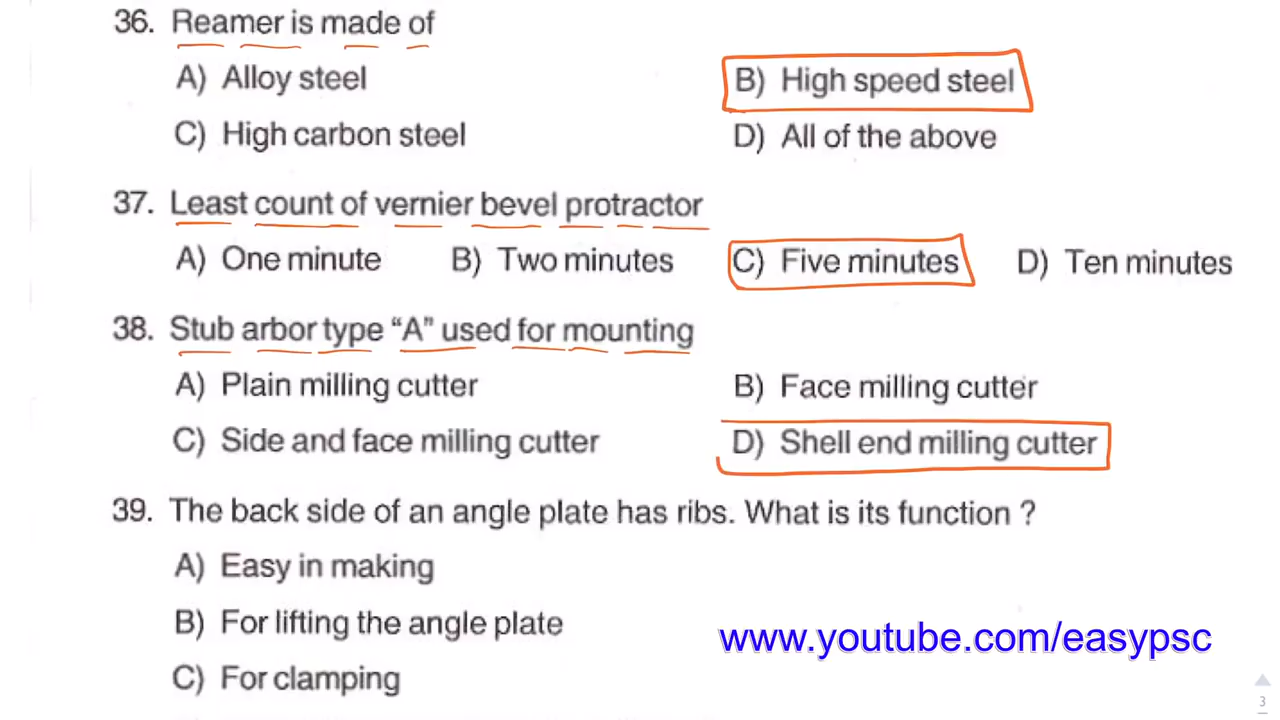 36. Reamer is made of
A) Alloy steel B) High speed steel
C) High carbon steel D) All of the above
37. Least count of vernier bevel protractor
A) One minute B) Two minutes C) Five minutes D) Ten minutes
38. Stub arbor type “A” used for mounting
A) Plain milling cutter B) Face milling cutter
C) Side and face milling cutter D) Shell end milling cutter
39. The back side of an angle plate has ribs. What is its function ?
A) Easy in making
B) For lifting the angle plate
www.youtube.com/easypsc
C) For clamping
3